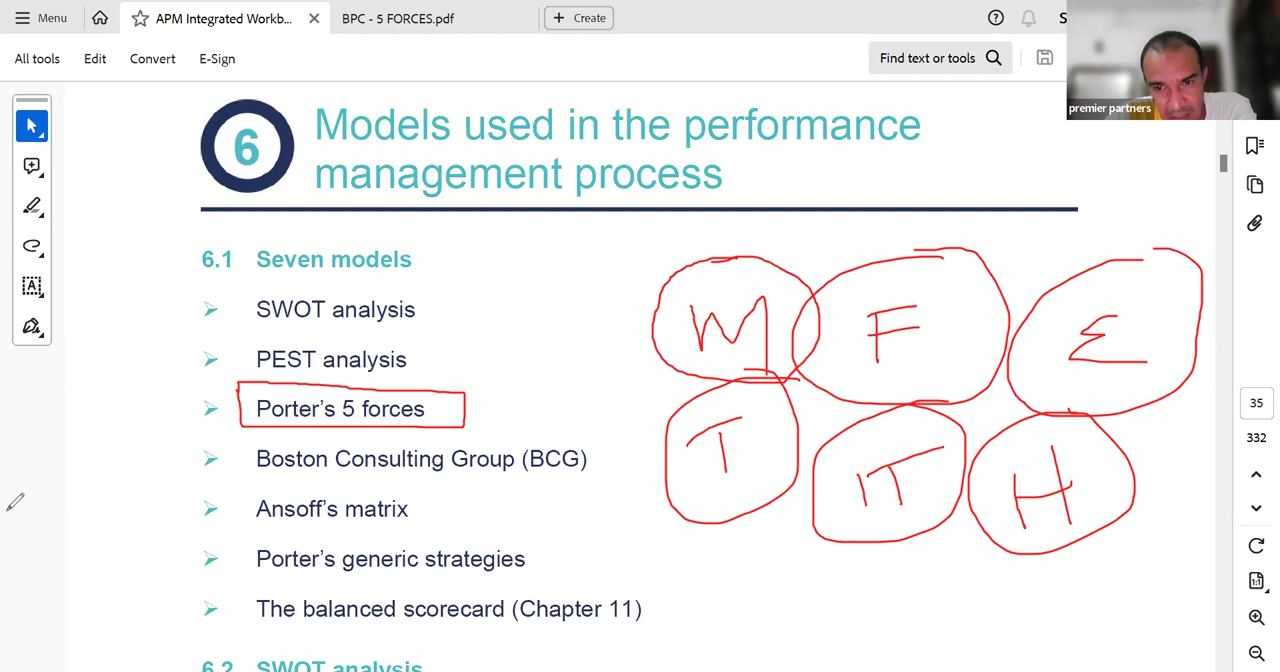 Menu
APM Integrated Workb...
BPC - 5 FORCES.pdf
Create
S
All tools
Edit
Convert
E-Sign
Find text or tools
premier partners
6
Models used in the performance
management process
6.1 Seven models
SWOT analysis
PEST analysis
Porter's 5 forces
Boston Consulting Group (BCG)
Ansoff's matrix
Porter's generic strategies
The balanced scorecard (Chapter 11)
6.2 SWOT analysis
M F E
T IT H
35
332
1:1